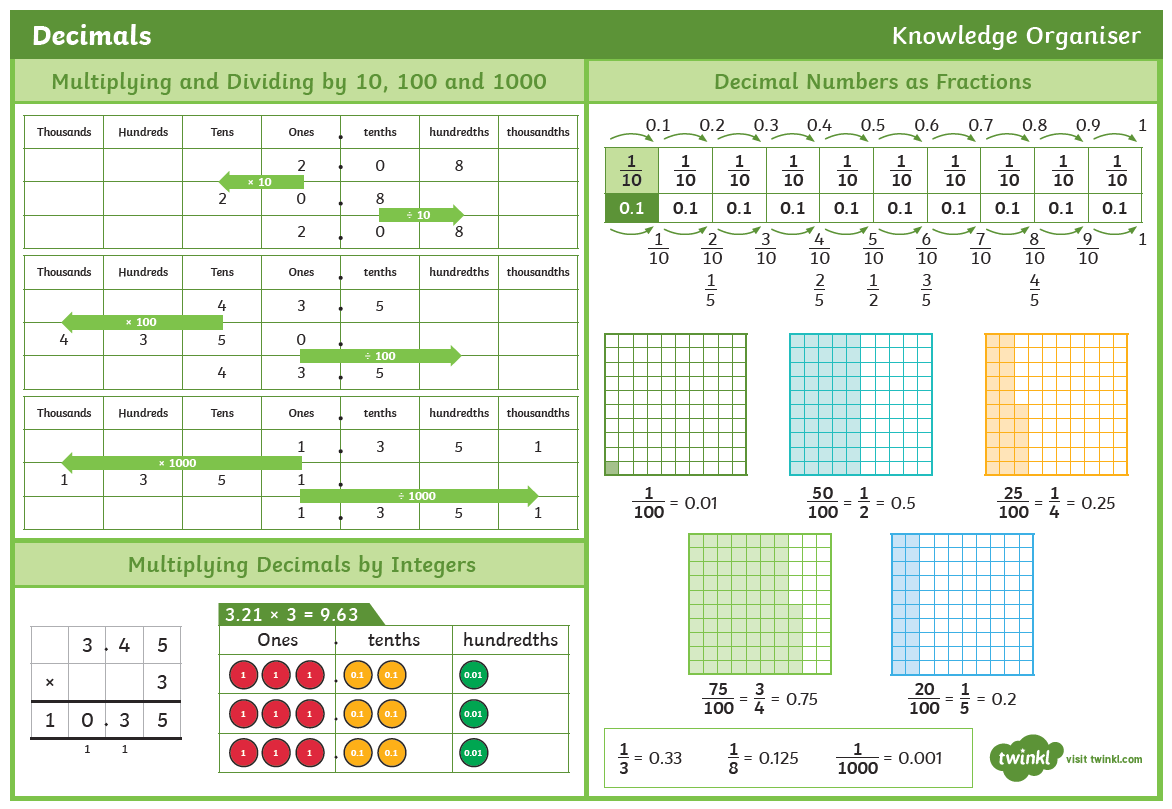 Decimals
Knowledge Organiser
Multiplying and Dividing by 10, 100 and 1000
Thousands Hundreds Tens Ones . tenths hundredths thousandths
2 . 0 8
× 10
2 0 . 8
÷ 10
2 . 0 8
Thousands Hundreds Tens Ones . tenths hundredths thousandths
4 3 . 5
× 100
4 3 5 0 .
÷ 100
4 3 . 5
Thousands Hundreds Tens Ones . tenths hundredths thousandths
1 . 3 5 1
× 1000
1 3 5 1 .
÷ 1000
1 . 3 5 1
Multiplying Decimals by Integers
3 . 4 5
× 3
1 0 . 3 5
1 1
3.21 × 3 = 9.63
Ones . tenths hundredths
1 1 1 . 0.1 0.1 0.01
1 1 1 . 0.1 0.1 0.01
1 1 1 . 0.1 0.1 0.01
Decimal Numbers as Fractions
0.1 0.2 0.3 0.4 0.5 0.6 0.7 0.8 0.9 1
1/10 1/10 1/10 1/10 1/10 1/10 1/10 1/10 1/10 1/10
0.1 0.1 0.1 0.1 0.1 0.1 0.1 0.1 0.1 0.1
1/10 2/10 3/10 4/10 5/10 6/10 7/10 8/10 9/10 1
1/5 2/5 1/2 3/5 4/5
1/100 = 0.01
50/100 = 1/2 = 0.5
25/100 = 1/4 = 0.25
75/100 = 3/4 = 0.75
20/100 = 1/5 = 0.2
1/3 = 0.33 1/8 = 0.125 1/1000 = 0.001
twinkl visit twinkl.com